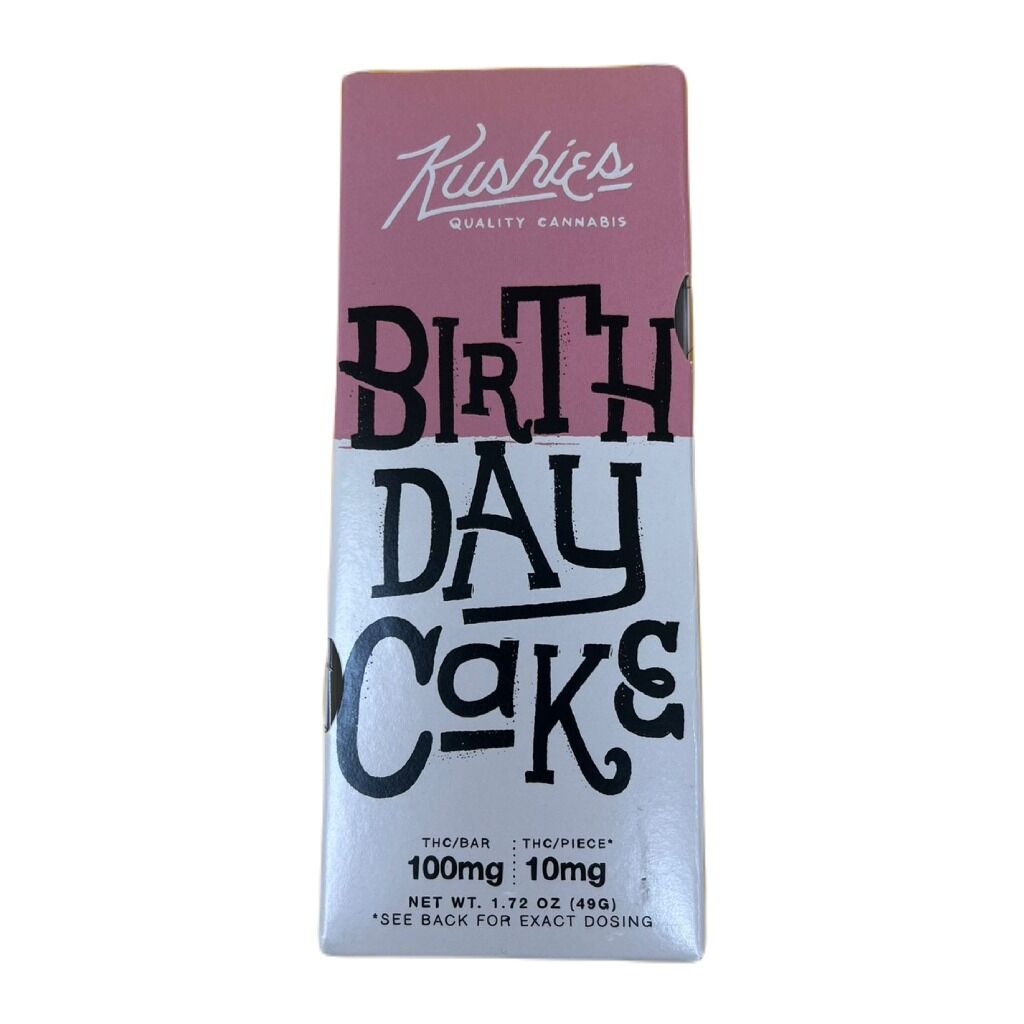 Kushies
QUALITY CANNABIS
BIRTH
DAY
CaKE
THC/BAR THC/PIECE*
100mg 10mg
NET WT. 1.72 OZ (49G)
*SEE BACK FOR EXACT DOSING